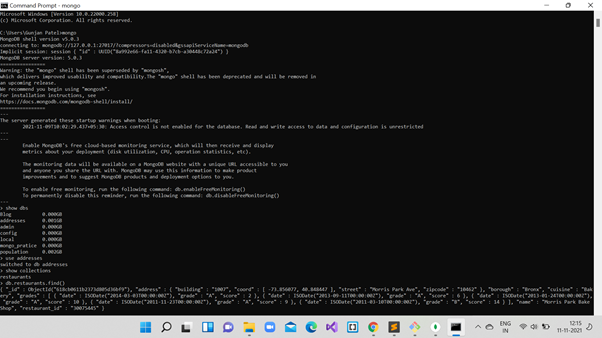 Command Prompt - mongo
Microsoft Windows [Version 10.0.22000.258]
(c) Microsoft Corporation. All rights reserved.
C:\Users\Gunjan Patel>mongo
MongoDB shell version v5.0.3
connecting to: mongodb://127.0.0.1:27017/?compressors=disabled&gssapiServiceName=mongodb
Implicit session: session { "id" : }
MongoDB server version: 5.0.3
================
Warning: the "mongo" shell has been superseded by "mongosh",
which delivers improved usability and compatibility.The "mongo" shell has been deprecated and will be removed in
an upcoming release.
We recommend you begin using "mongosh".
For installation instructions, see
https://docs.mongodb.com/mongodb-shell/install/
================
---
The server generated these startup warnings when booting:
2021-11-09T10:02:29.437+05:30: Access control is not enabled for the database. Read and write access to data and configuration is unrestricted
---
---
Enable MongoDB's free cloud-based monitoring service, which will then receive and display
metrics about your deployment (disk utilization, CPU, operation statistics, etc).
The monitoring data will be available on a MongoDB website with a unique URL accessible to you
and anyone you share the URL with. MongoDB may use this information to make product
improvements and to suggest MongoDB products and deployment options to you.
To enable free monitoring, run the following command: db.enableFreeMonitoring()
To permanently disable this reminder, run the following command: db.disableFreeMonitoring()
---
> show dbs
Blog 0.000GB
addresses 0.001GB
admin 0.000GB
config 0.000GB
local 0.000GB
mongo_pratice 0.000GB
population 0.002GB
> use addresses
switched to db addresses
> show collections
restaurants
> db.restaurants.find()
{ "_id" : , "address" : { "building" : "1007", "coord" : [ -73.856077, 40.848447 ], "street" : "Morris Park Ave", "zipcode" : "10462" }, "borough" : "Bronx", "cuisine" : "Bak
ery", "grades" : [ { "date" : ISODate("2014-03-03T00:00:00Z"), "grade" : "A", "score" : 2 }, { "date" : ISODate("2013-09-11T00:00:00Z"), "grade" : "A", "score" : 6 }, { "date" : ISODate("2013-01-24T00:00:00Z"),
"grade" : "A", "score" : 10 }, { "date" : ISODate("2011-11-23T00:00:00Z"), "grade" : "A", "score" : 9 }, { "date" : ISODate("2011-03-10T00:00:00Z"), "grade" : "B", "score" : 14 } ], "name" : "Morris Park Bake
Shop", "restaurant_id" : "30075445" }
ENG
IN
12:15
11-11-2021